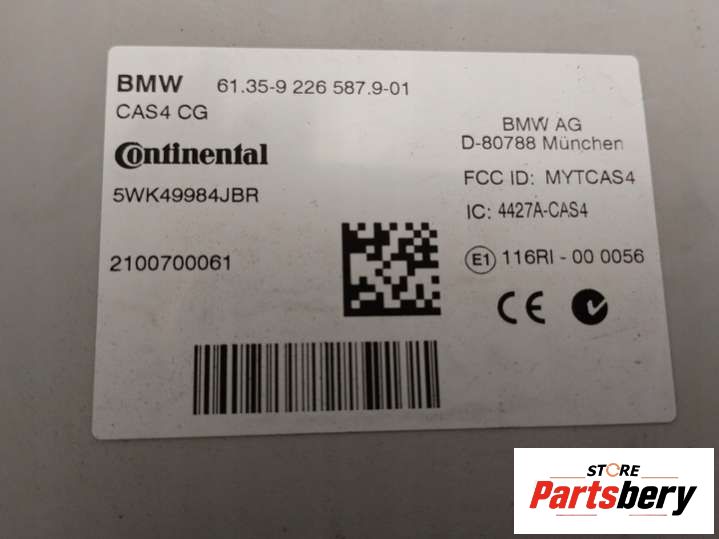 BMW 61.35-9 226 587.9-01
CAS4 CG
Continental
5WK49984JBR
2100700061
BMW AG
D-80788 München
FCC ID: MYTCAS4
IC: 4427A-CAS4
E1 116RI - 00 0056
CE
STORE
Partsbery